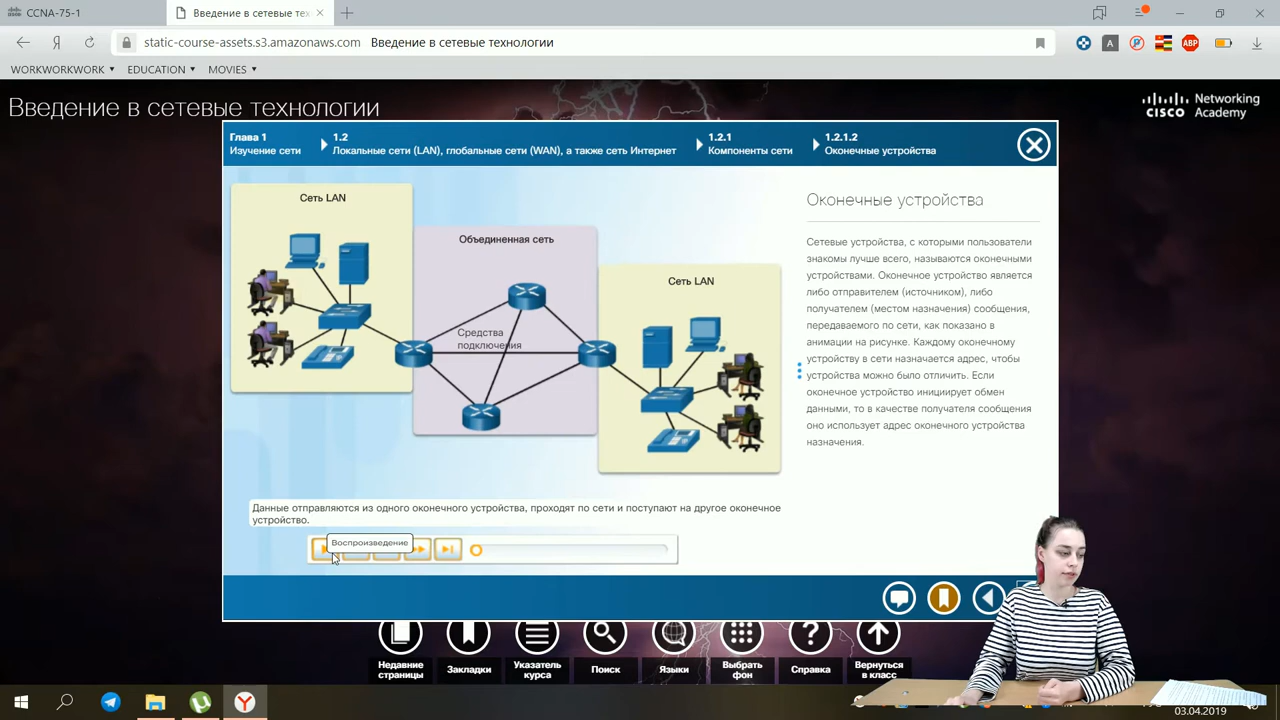 CCNA-75-1
Введение в сетевые тех
static-course-assets.s3.amazonaws.com Введение в сетевые технологии
WORKWORKWORK
EDUCATION
MOVIES
A
ABP
Введение в сетевые технологии
CISCO
Networking
Academy
Глава 1
Изучение сети
1.2
Локальные сети (LAN), глобальные сети (WAN), а также сеть Интернет
1.2.1
Компоненты сети
1.2.1.2
Оконечные устройства
Сеть LAN
Объединенная сеть
Сеть LAN
Средства
подключения
Оконечные устройства
Сетевые устройства, с которыми пользователи
знакомы лучше всего, называются оконечными
устройствами. Оконечное устройство является
либо отправителем (источником), либо
получателем (местом назначения) сообщения,
передаваемого по сети, как показано в
анимации на рисунке. Каждому оконечному
устройству в сети назначается адрес, чтобы
устройства можно было отличить. Если
оконечное устройство инициирует обмен
данными, то в качестве получателя сообщения
оно использует адрес оконечного устройства
назначения.
Данные отправляются из одного оконечного устройства, проходят по сети и поступают на другое оконечное
устройство.
Воспроизведение
Недавние
страницы
Закладки
Указатель
курса
Поиск
Языки
Выбрать
фон
Справка
Вернуться
в класс
03.04.2019